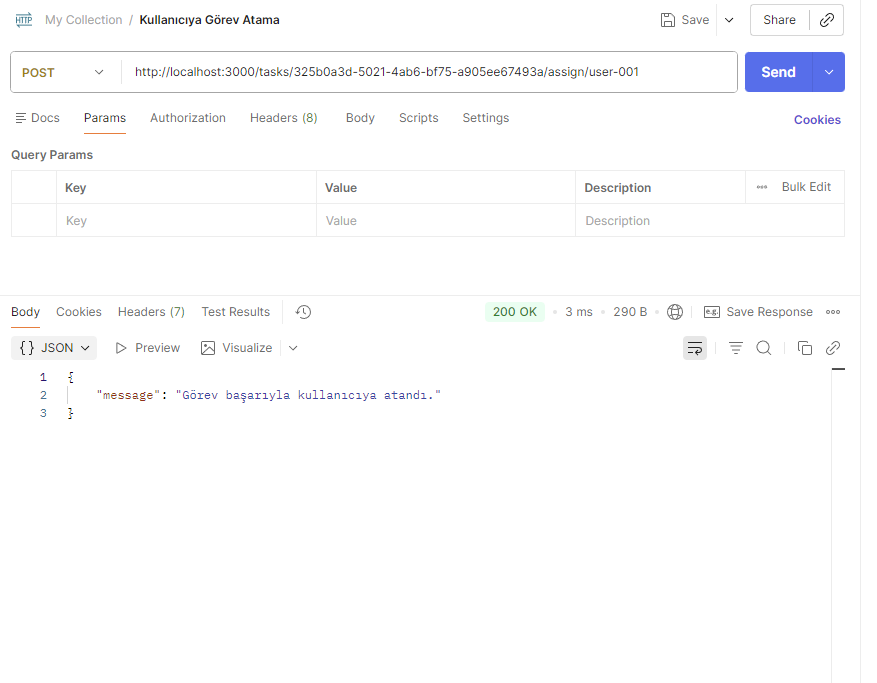 HTTP My Collection / Kullanıcıya Görev Atama Save Share
POST http://localhost:3000/tasks/325b0a3d-5021-4ab6-bf75-a905ee67493a/assign/user-001 Send
Docs Params Authorization Headers (8) Body Scripts Settings Cookies
Query Params
Key Value Description Bulk Edit
Key Value Description
Body Cookies Headers (7) Test Results 200 OK • 3 ms • 290 B • e.g. Save Response
{} JSON Preview Visualize
1 {
2 "message": "Görev başarıyla kullanıcıya atandı."
3 }